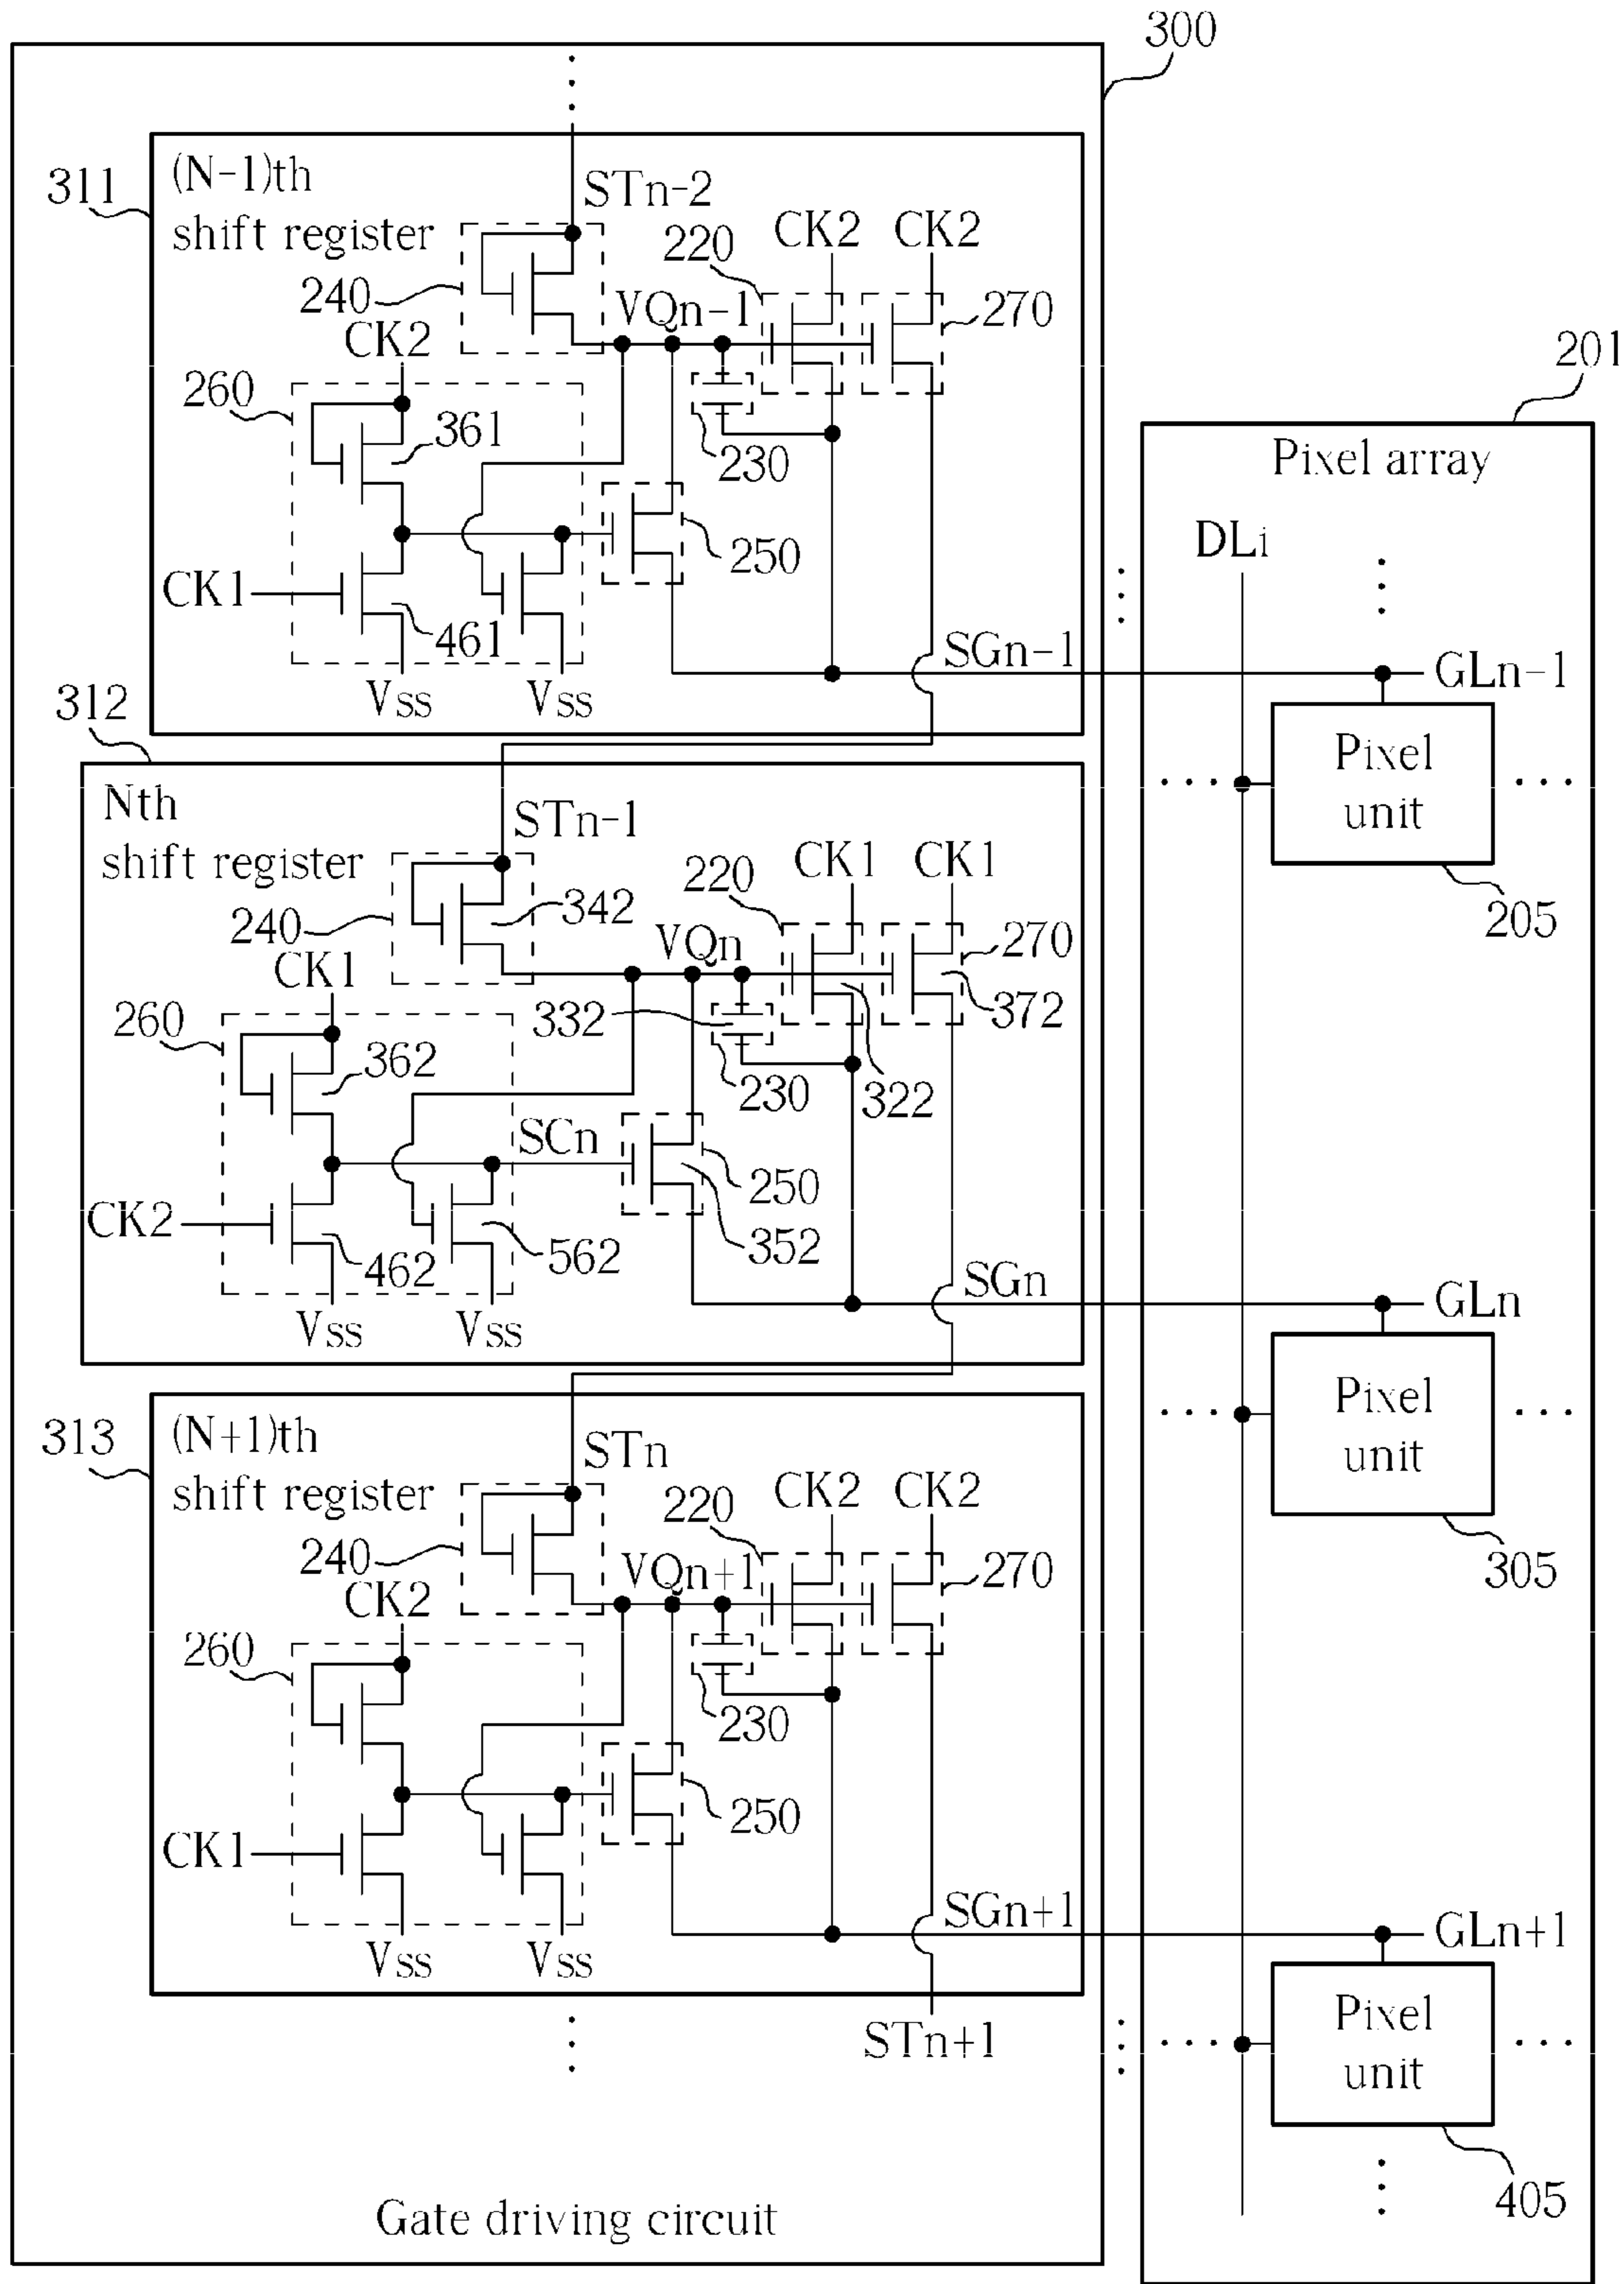 300
(N-1)th
shift register
311
STn-2
240
220
CK2
CK2
VQn-1
270
CK2
260
361
230
250
CK1
461
SGn-1
Vss
Vss
201
Pixel array
DLi
GLn-1
Pixel
unit
205
312
Nth
shift register
STn-1
240
342
220
CK1
CK1
VQn
270
372
CK1
260
332
362
230
322
SCn
250
CK2
352
462
562
SGn
Vss
Vss
GLn
Pixel
unit
305
313
(N+1)th
shift register
STn
240
220
CK2
CK2
VQn+1
270
CK2
260
230
250
CK1
SGn+1
Vss
Vss
STn+1
GLn+1
Pixel
unit
405
Gate driving circuit